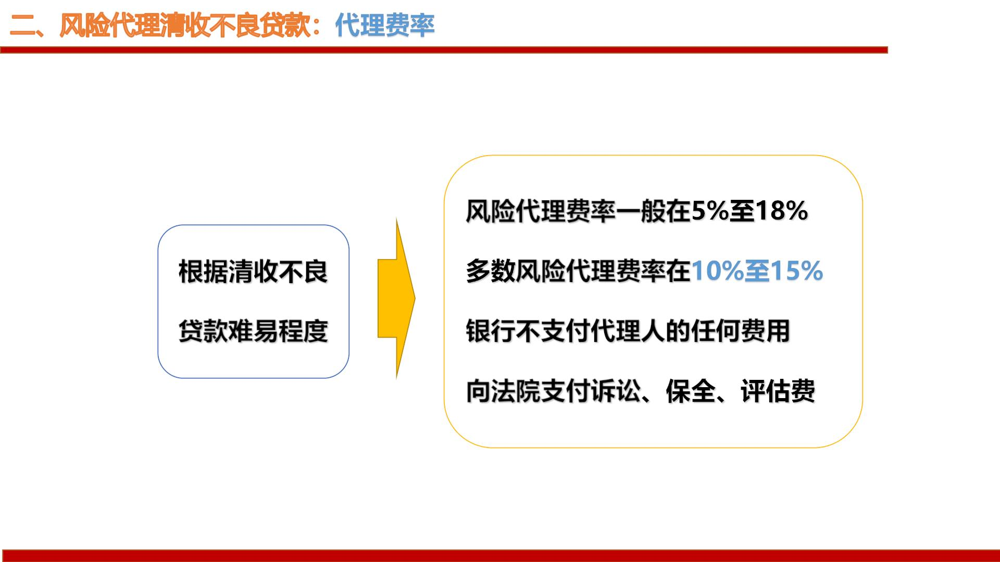 二、风险代理清收不良贷款：代理费率
根据清收不良
贷款难易程度
风险代理费率一般在5%至18%
多数风险代理费率在10%至15%
银行不支付代理人的任何费用
向法院支付诉讼、保全、评估费